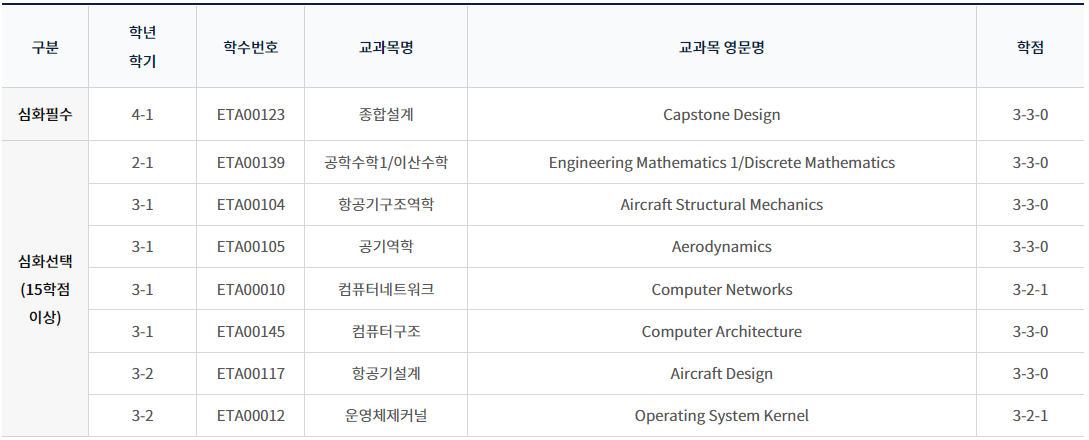 구분 학년 학기 학수번호 교과목명 교과목 영문명 학점
심화필수 4-1 ETA00123 종합설계 Capstone Design 3-3-0
심화선택 (15학점 이상)
2-1 ETA00139 공학수학1/이산수학 Engineering Mathematics 1/Discrete Mathematics 3-3-0
3-1 ETA00104 항공기구조역학 Aircraft Structural Mechanics 3-3-0
3-1 ETA00105 공기역학 Aerodynamics 3-3-0
3-1 ETA00010 컴퓨터네트워크 Computer Networks 3-2-1
3-1 ETA00145 컴퓨터구조 Computer Architecture 3-3-0
3-2 ETA00117 항공기설계 Aircraft Design 3-3-0
3-2 ETA00012 운영체제커널 Operating System Kernel 3-2-1